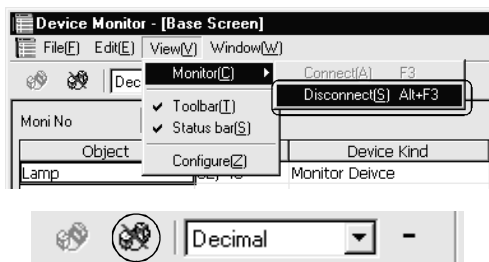 Device Monitor - [Base Screen]
File(F) Edit(E) View(V) Window(W)
Dec Monitor(C) Connect(A) F3
Disconnect(S) Alt+F3
✓ Toolbar(T)
Moni No ✓ Status bar(S)
Object Configure(Z) Device Kind
Lamp Monitor Deivce
Decimal -